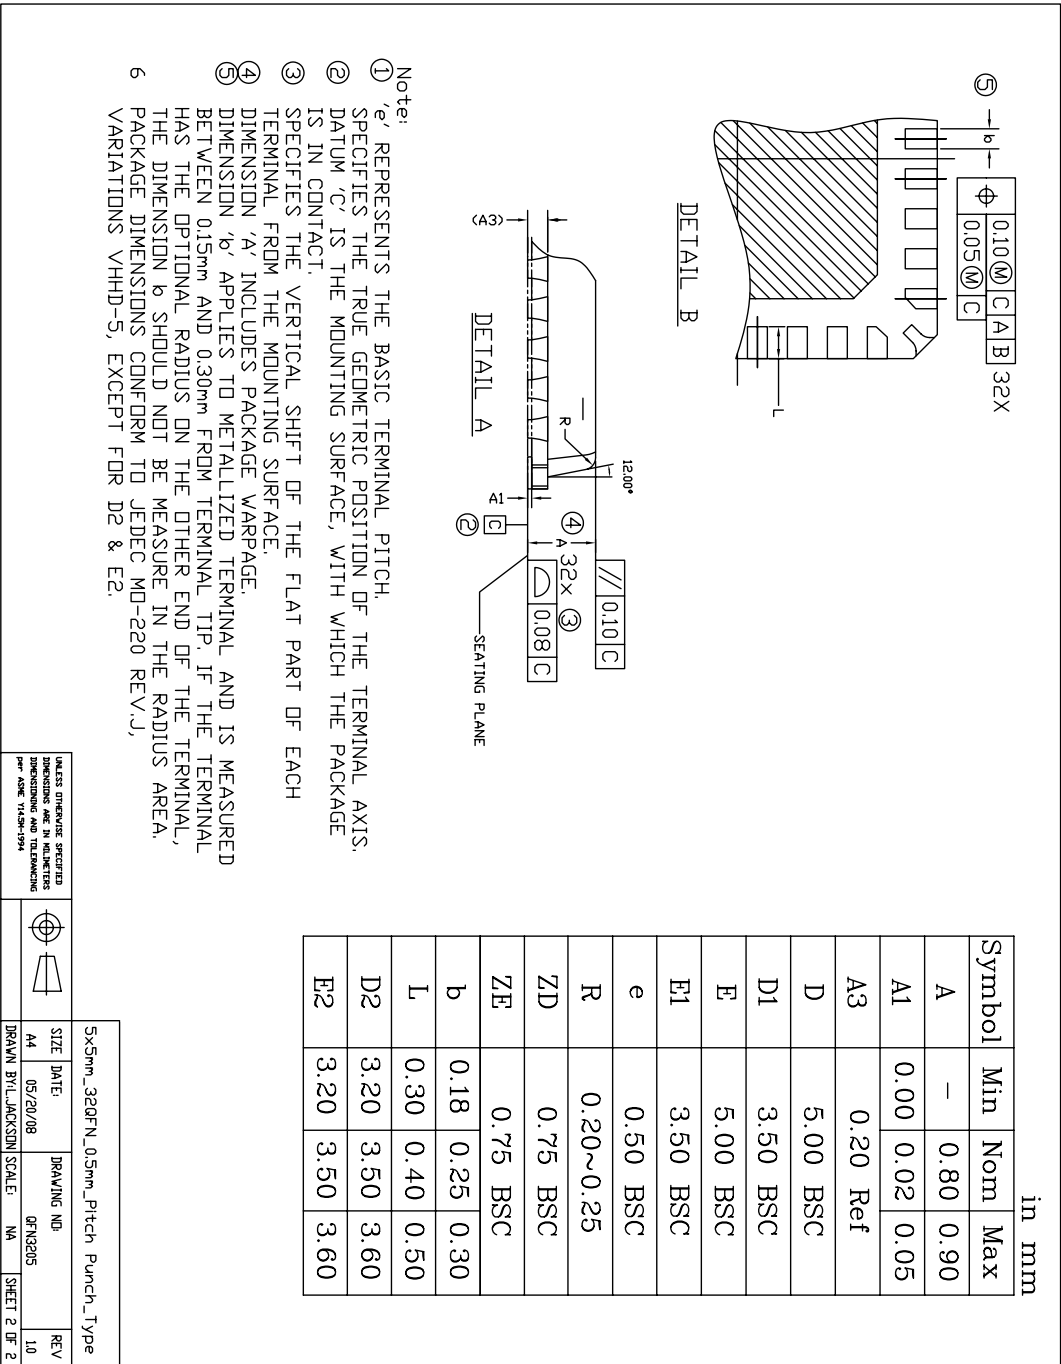 in mm
Symbol Min Nom Max
A – 0.80 0.90
A1 0.00 0.02 0.05
A3 0.20 Ref
D 5.00 BSC
D1 3.50 BSC
E 5.00 BSC
E1 3.50 BSC
e 0.50 BSC
R 0.20~0.25
ZD 0.75 BSC
ZE 0.75 BSC
b 0.18 0.25 0.30
L 0.30 0.40 0.50
D2 3.20 3.50 3.60
E2 3.20 3.50 3.60
5
b
0.10 M C A B 32X
0.05 M C
L
DETAIL B
(A3)
R
12.00°
A1
4
A
// 0.10 C
32x 3
0.08 C
2 C
SEATING PLANE
DETAIL A
Note:
1 'e' REPRESENTS THE BASIC TERMINAL PITCH.
SPECIFIES THE TRUE GEOMETRIC POSITION OF THE TERMINAL AXIS.
2 DATUM 'C' IS THE MOUNTING SURFACE, WITH WHICH THE PACKAGE
IS IN CONTACT.
3 SPECIFIES THE VERTICAL SHIFT OF THE FLAT PART OF EACH
TERMINAL FROM THE MOUNTING SURFACE.
4 DIMENSION 'A' INCLUDES PACKAGE WARPAGE.
5 DIMENSION 'b' APPLIES TO METALLIZED TERMINAL AND IS MEASURED
BETWEEN 0.15mm AND 0.30mm FROM TERMINAL TIP. IF THE TERMINAL
HAS THE OPTIONAL RADIUS ON THE OTHER END OF THE TERMINAL,
THE DIMENSION b SHOULD NOT BE MEASURE IN THE RADIUS AREA.
6 PACKAGE DIMENSIONS CONFORM TO JEDEC MO-220 REV.J,
VARIATIONS VHHD-5, EXCEPT FOR D2 & E2.
UNLESS OTHERWISE SPECIFIED
DIMENSIONS ARE IN MILIMETERS
DIMENSIONING AND TOLERANCING
per ASME Y14.5M-1994
5x5mm_32QFN_0.5mm_Pitch Punch_Type
SIZE DATE: DRAWING NO: REV
A4 05/20/08 QFN3205 1.0
DRAWN BY:L.JACKSON SCALE: NA SHEET 2 OF 2